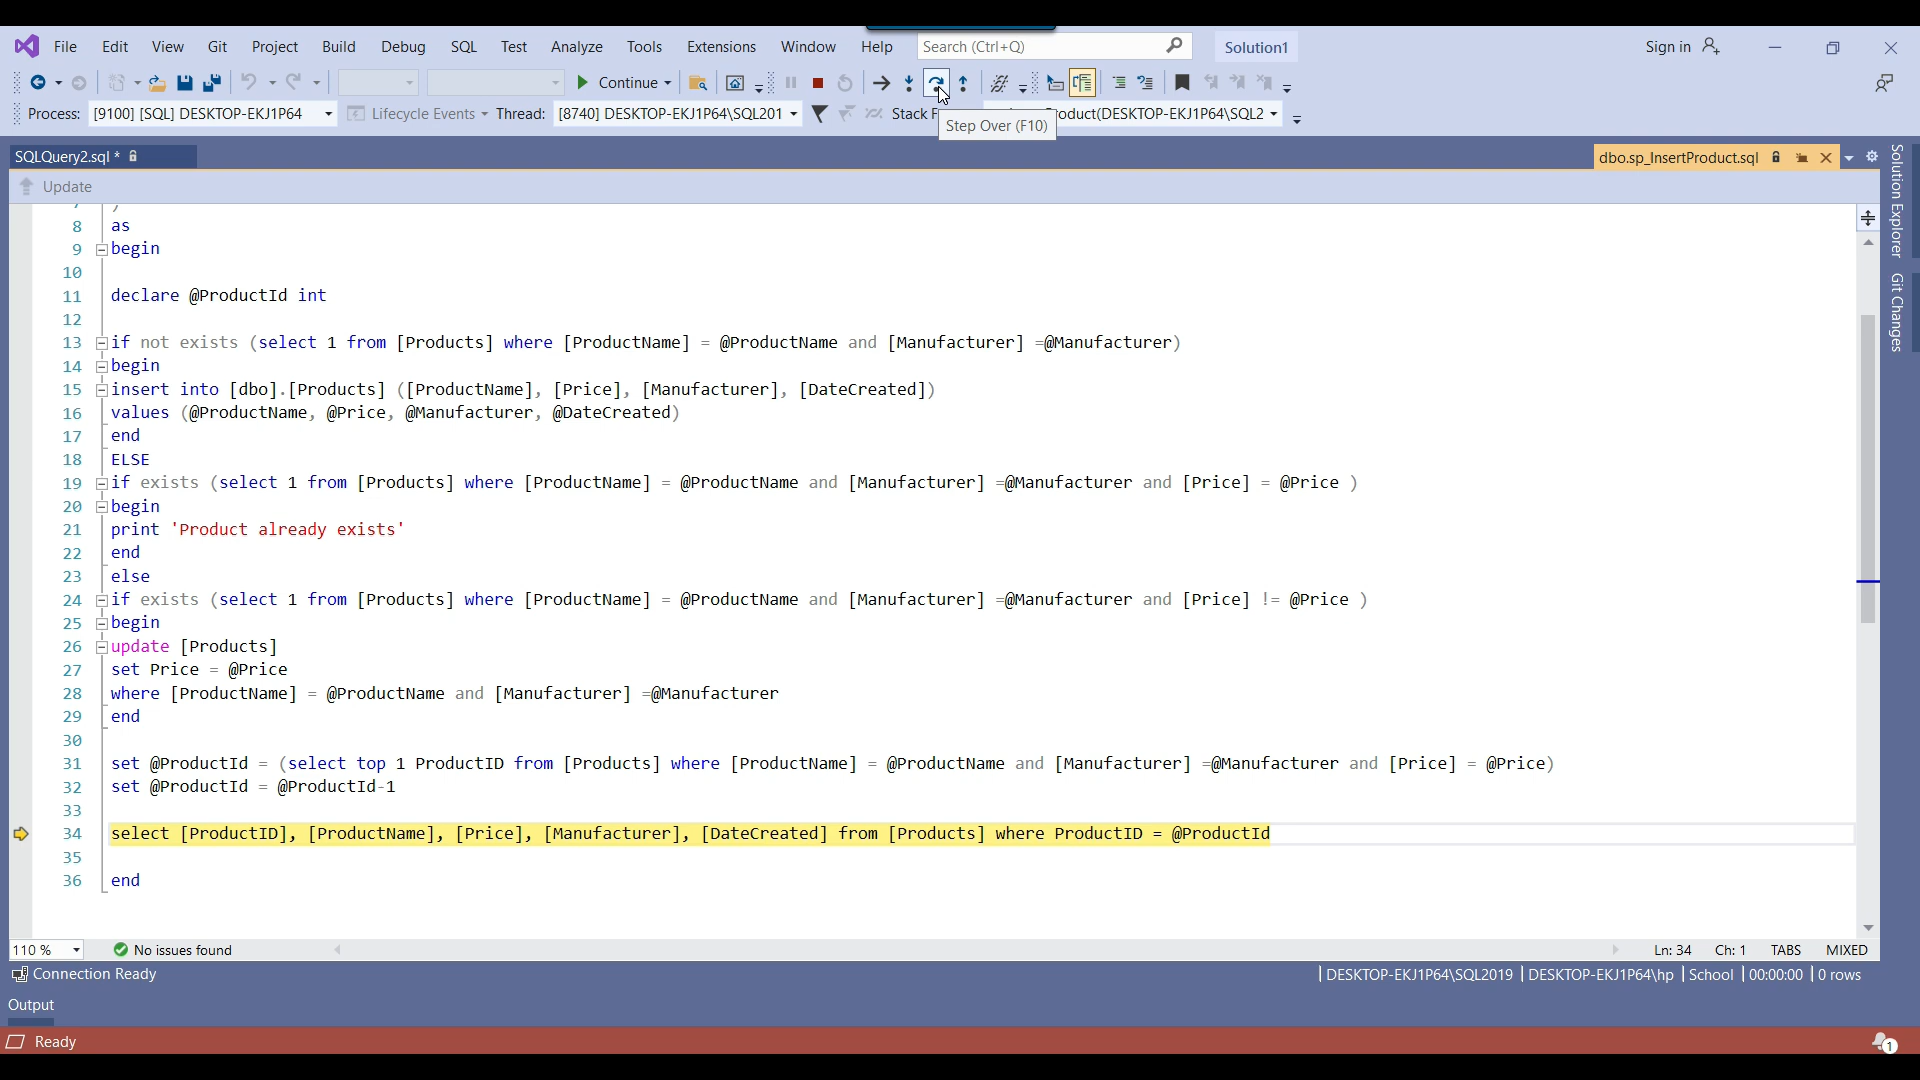 File Edit View Git Project Build Debug SQL Test Analyze Tools Extensions Window Help Search (Ctrl+Q) Solution1 Sign in
Continue
Process: [9100] [SQL] DESKTOP-EKJ1P64 Lifecycle Events Thread: [8740] DESKTOP-EKJ1P64\SQL201 Stack oduct(DESKTOP-EKJ1P64\SQL2
Step Over (F10)
SQLQuery2.sql * dbo.sp_InsertProduct.sql
Update
Solution Explorer
Git Changes
7 )
8 as
9 begin
10
11 declare @ProductId int
12
13 if not exists (select 1 from [Products] where [ProductName] = @ProductName and [Manufacturer] =@Manufacturer)
14 begin
15 insert into [dbo].[Products] ([ProductName], [Price], [Manufacturer], [DateCreated])
16 values (@ProductName, @Price, @Manufacturer, @DateCreated)
17 end
18 ELSE
19 if exists (select 1 from [Products] where [ProductName] = @ProductName and [Manufacturer] =@Manufacturer and [Price] = @Price )
20 begin
21 print 'Product already exists'
22 end
23 else
24 if exists (select 1 from [Products] where [ProductName] = @ProductName and [Manufacturer] =@Manufacturer and [Price] != @Price )
25 begin
26 update [Products]
27 set Price = @Price
28 where [ProductName] = @ProductName and [Manufacturer] =@Manufacturer
29 end
30
31 set @ProductId = (select top 1 ProductID from [Products] where [ProductName] = @ProductName and [Manufacturer] =@Manufacturer and [Price] = @Price)
32 set @ProductId = @ProductId-1
33
34 select [ProductID], [ProductName], [Price], [Manufacturer], [DateCreated] from [Products] where ProductID = @ProductId
35
36 end
110 % No issues found Ln: 34 Ch: 1 TABS MIXED
Connection Ready DESKTOP-EKJ1P64\SQL2019 DESKTOP-EKJ1P64\hp School 00:00:00 0 rows
Output
Ready 1